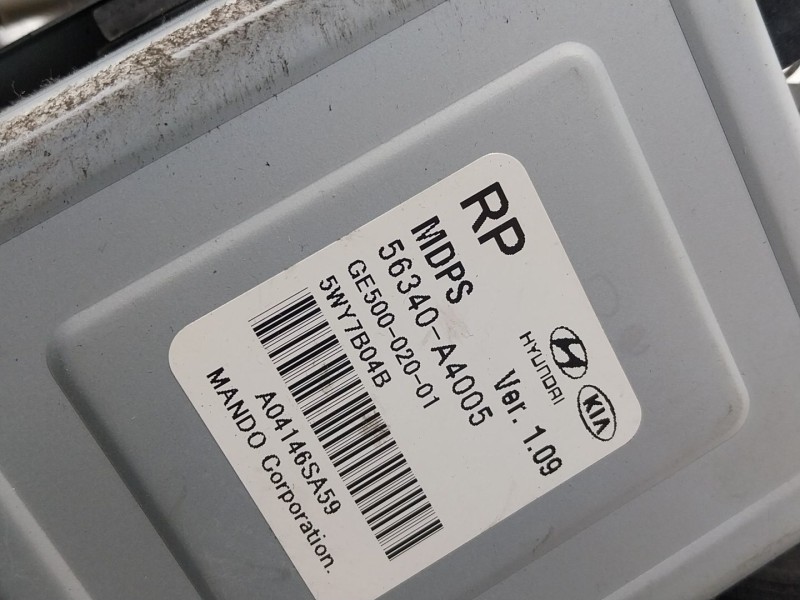 RP
MDPS
56340-A4005
GE500-020-01
5WY7B04B
HYUNDAI
KIA
Ver. 1.09
A04146SA59
MANDO Corporation.